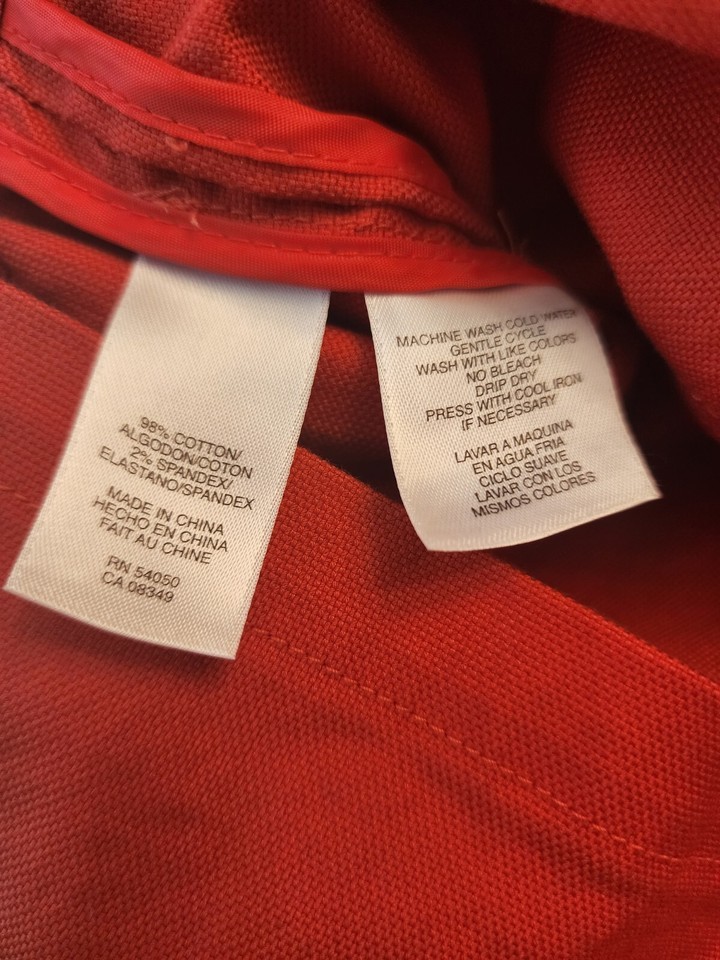 98% COTTON/
ALGODON/COTON
2% SPANDEX/
ELASTANO/SPANDEX
MADE IN CHINA
HECHO EN CHINA
FAIT AU CHINE
RN 54050
CA 08349
MACHINE WASH COLD WATER
GENTLE CYCLE
WASH WITH LIKE COLORS
NO BLEACH
DRIP DRY
PRESS WITH COOL IRON
IF NECESSARY
LAVAR A MAQUINA
EN AGUA FRIA
CICLO SUAVE
LAVAR CON LOS
MISMOS COLORES